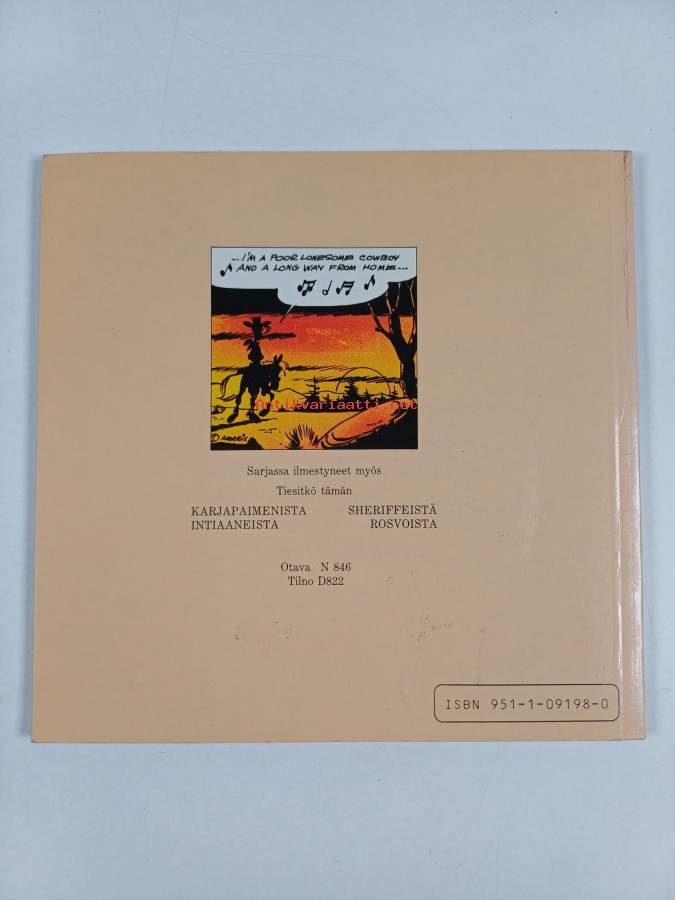 ...I'M A POOR LONESOME COWBOY
AND A LONG WAY FROM HOME...
Antikvariaatti.net
© MORRIS
Sarjassa ilmestyneet myös
Tiesitkö tämän
KARJAPAIMENISTA SHERIFFEISTÄ
INTIAANEISTA ROSVOISTA
Otava N 846
Tilno D822
ISBN 951-1-09198-0